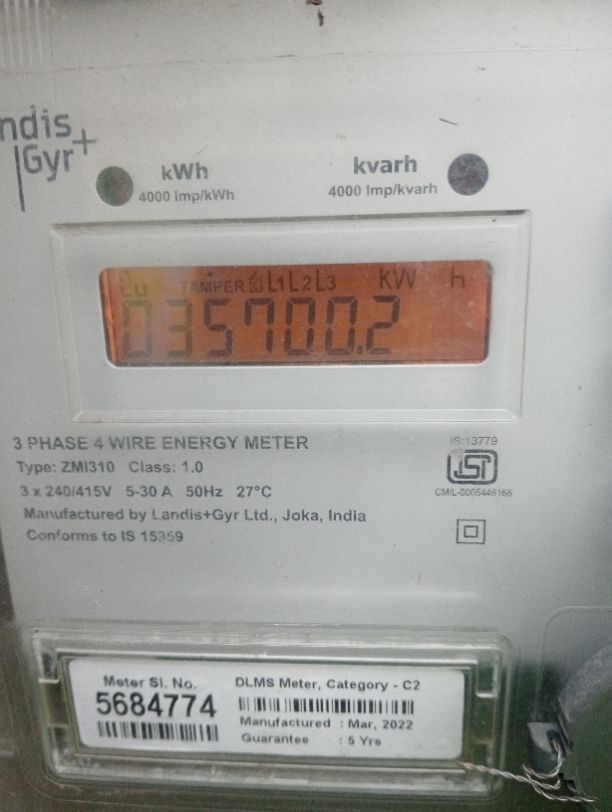 ndis
Gyr+
kWh
4000 Imp/kWh
kvarh
4000 Imp/kvarh
Cu TAMPER C L1 L2 L3 KW h
035700.2
3 PHASE 4 WIRE ENERGY METER
Type: ZMI310 Class: 1.0
3 x 240/415V 5-30 A 50Hz 27°C
Manufactured by Landis+Gyr Ltd., Joka, India
Conforms to IS 15959
IS:13779
ISI
CM/L-0005446166
Meter Sl. No.
5684774
DLMS Meter, Category - C2
Manufactured : Mar, 2022
Guarantee : 5 Yrs